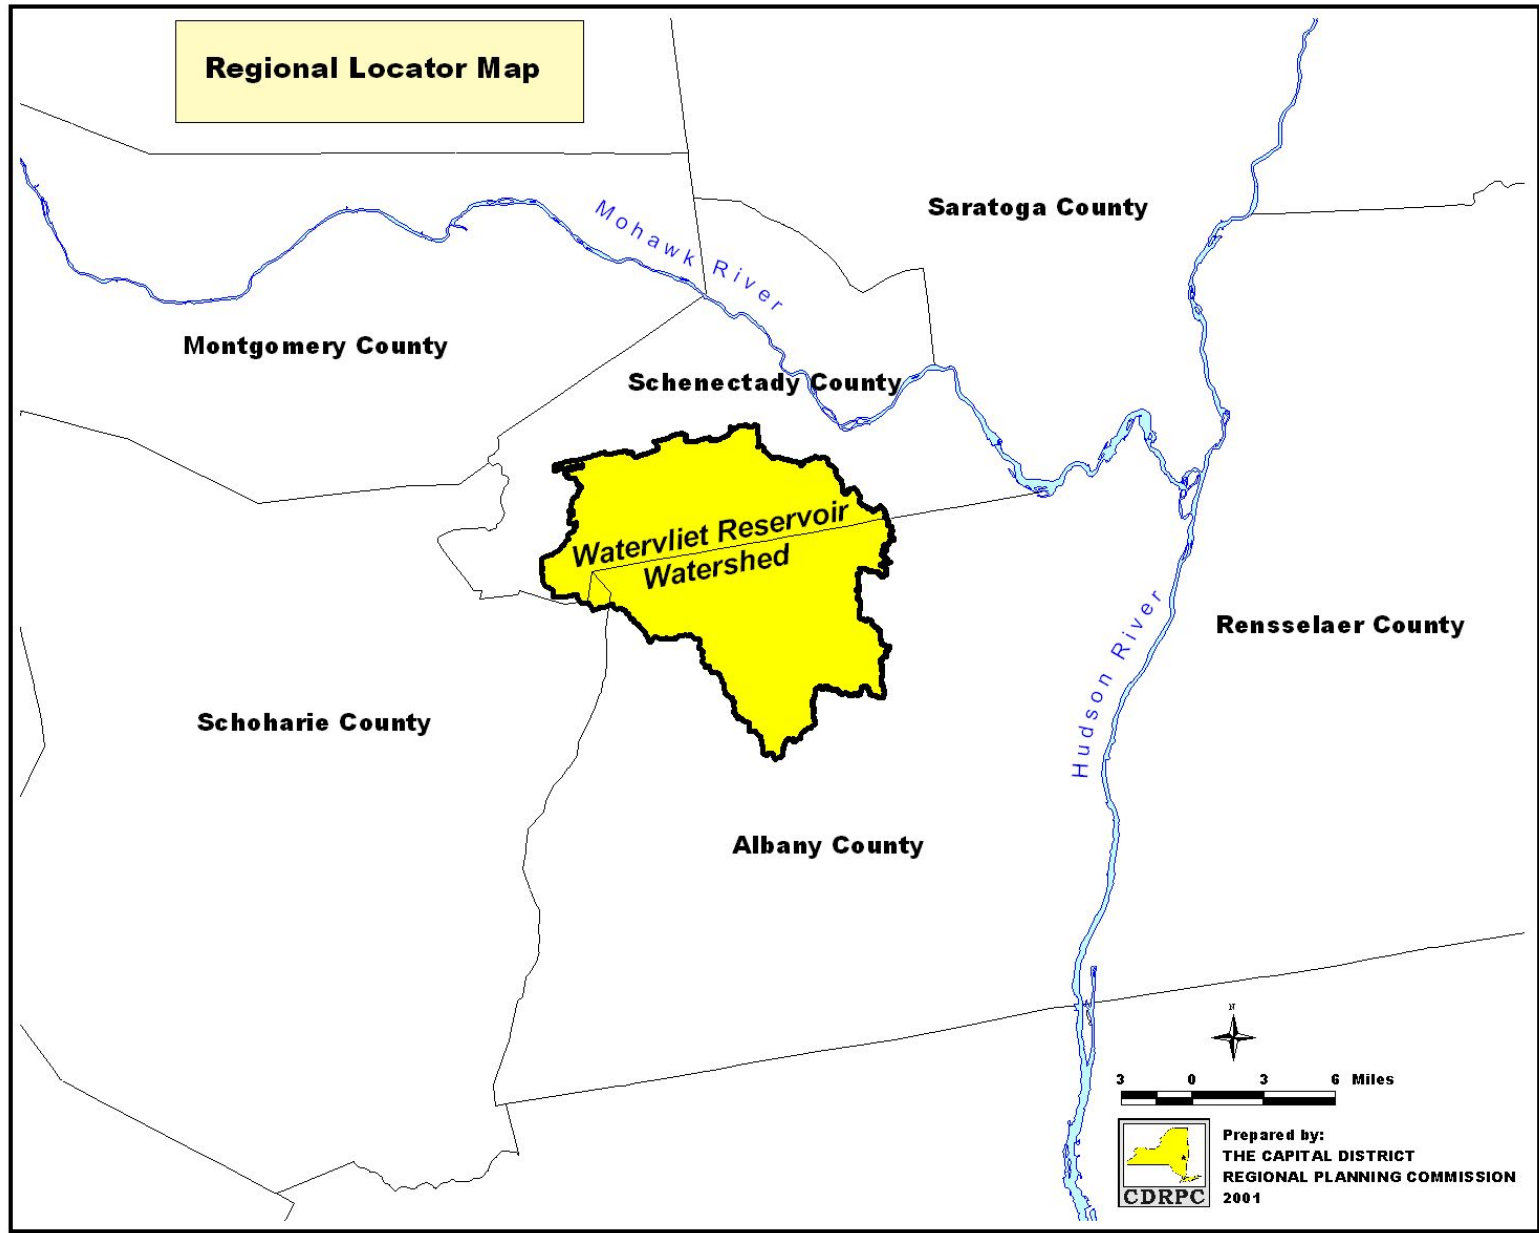 Regional Locator Map
Saratoga County
Mohawk River
Montgomery County
Schenectady County
Watervliet Reservoir
Watershed
Hudson River
Rensselaer County
Schoharie County
Albany County
N
3 0 3 6 Miles
Prepared by:
THE CAPITAL DISTRICT
REGIONAL PLANNING COMMISSION
2001
CDRPC